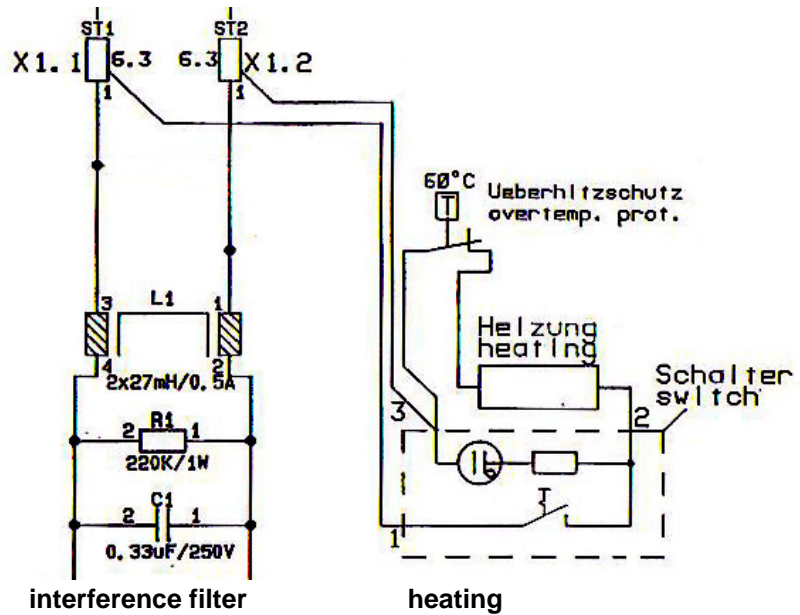 ST1
ST2
X1.1
6.3
6.3
X1.2
1
1
60°C
T
Ueberhitzschutz
overtemp. prot.
3
L1
1
4
2
2x27mH/0.5A
Heizung
heating
Schalter
switch
3
2
2
R1
1
220K/1W
2
C1
1
0.33uF/250V
1
interference filter
heating